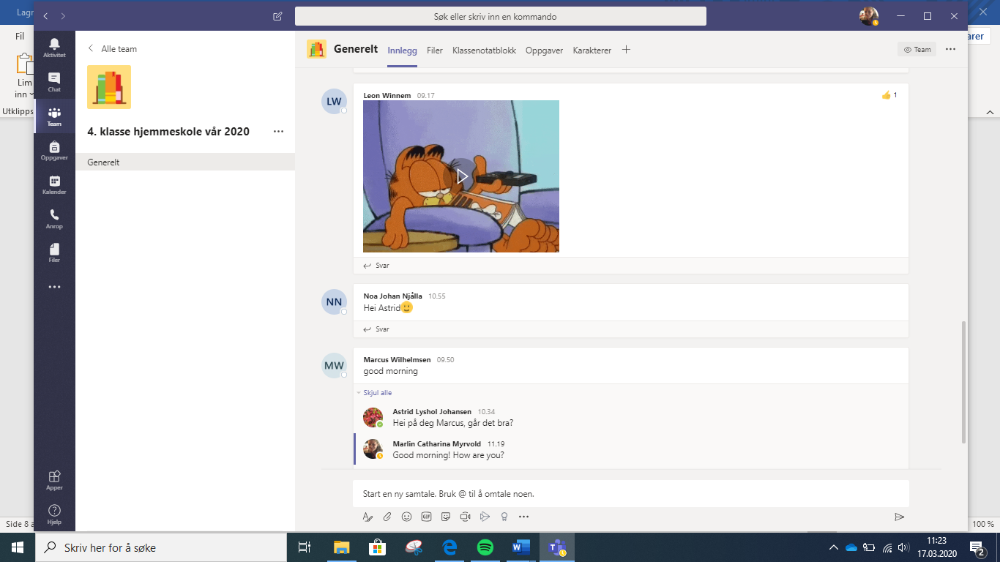 Lagr
Søk eller skriv inn en kommando
Fil
Lim
inn
Utklipps
arer
Aktivitet
Chat
Team
Oppgaver
Kalender
Anrop
Filer
Apper
Hjelp
Alle team
4. klasse hjemmeskole vår 2020
Generelt
Generelt Innlegg Filer Klassenotatblokk Oppgaver Karakterer
Team
LW
Leon Winnem 09.17
1
Svar
NN
Noa Johan Njålla 10.55
Hei Astrid🙂
Svar
MW
Marcus Wilhelmsen 09.50
good morning
Skjul alle
Astrid Lyshol Johansen 10.34
Hei på deg Marcus, går det bra?
Marlin Catharina Myrvold 11.19
Good morning! How are you?
Start en ny samtale. Bruk @ til å omtale noen.
GIF
Side 8 a
100 %
Skriv her for å søke
11:23
17.03.2020
2